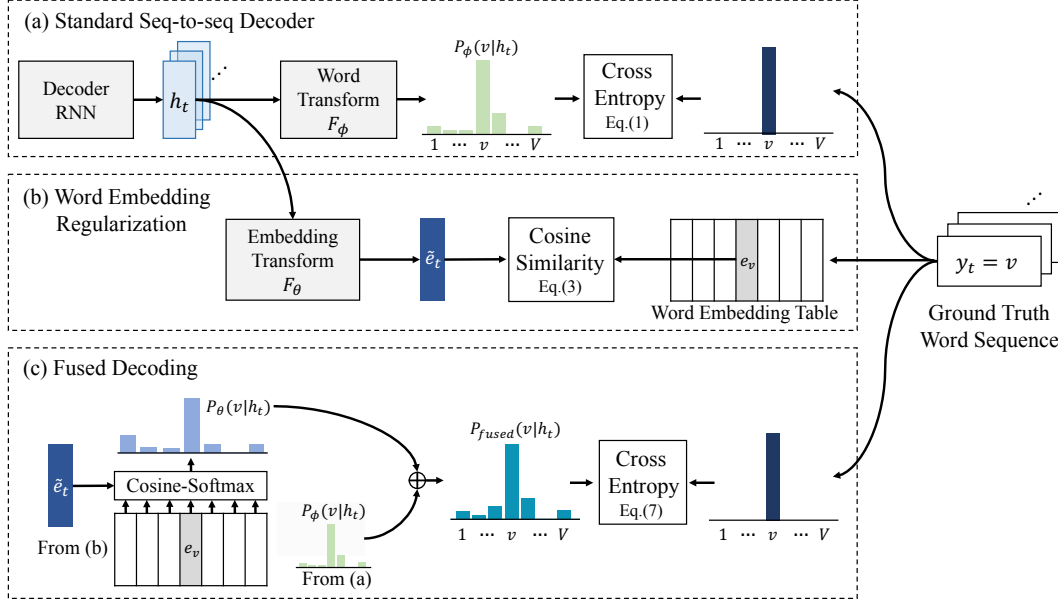 (a) Standard Seq-to-seq Decoder
Decoder
RNN
h_t
⋰
Word
Transform
F_ϕ
P_ϕ(v|h_t)
1 ⋯ v ⋯ V
Cross
Entropy
Eq.(1)
1 ⋯ v ⋯ V
(b) Word Embedding
Regularization
Embedding
Transform
F_θ
ẽ_t
Cosine
Similarity
Eq.(3)
e_v
Word Embedding Table
⋰
y_t = v
Ground Truth
Word Sequence
(c) Fused Decoding
P_θ(v|h_t)
ẽ_t
From (b)
Cosine-Softmax
e_v
P_ϕ(v|h_t)
From (a)
P_fused(v|h_t)
1 ⋯ v ⋯ V
Cross
Entropy
Eq.(7)
1 ⋯ v ⋯ V